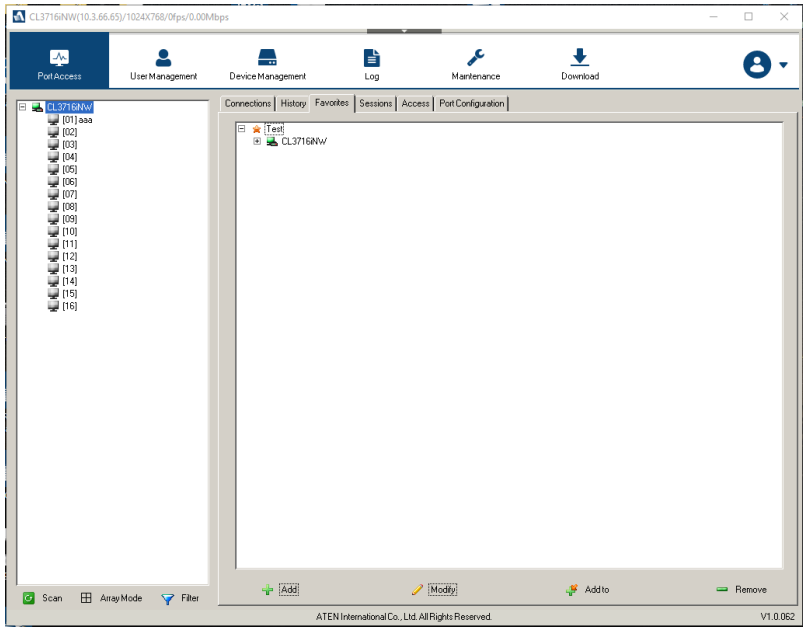 CL3716iNW(10.3.66.65)/1024X768/0fps/0.00Mbps
Port Access User Management Device Management Log Maintenance Download
Connections History Favorites Sessions Access Port Configuration
CL3716iNW
[01] aaa
[02]
[03]
[04]
[05]
[06]
[07]
[08]
[09]
[10]
[11]
[12]
[13]
[14]
[15]
[16]
Test
CL3716iNW
Scan Array Mode Filter
Add Modify Add to Remove
ATEN International Co., Ltd. All Rights Reserved.
V1.0.062